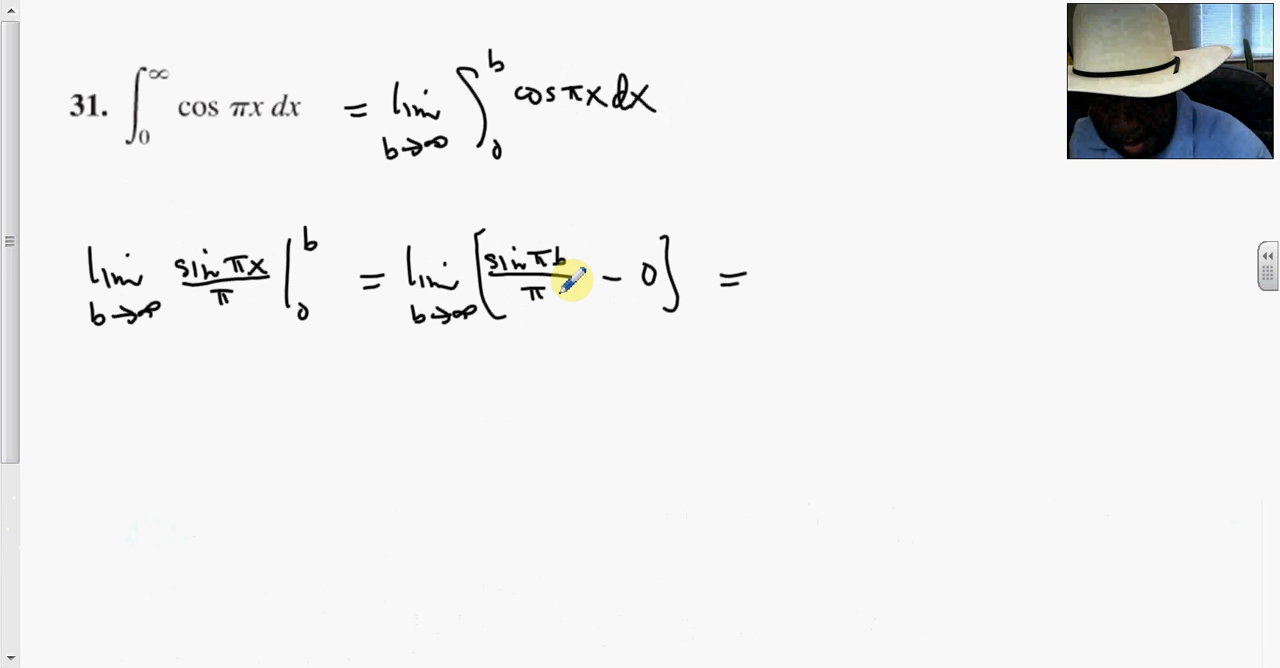 31. ∫₀^∞ cos πx dx = lim_{b→∞} ∫₀^b cos πx dx
lim_{b→∞} sin πx / π |₀^b = lim_{b→∞} [sin πb / π - 0] =